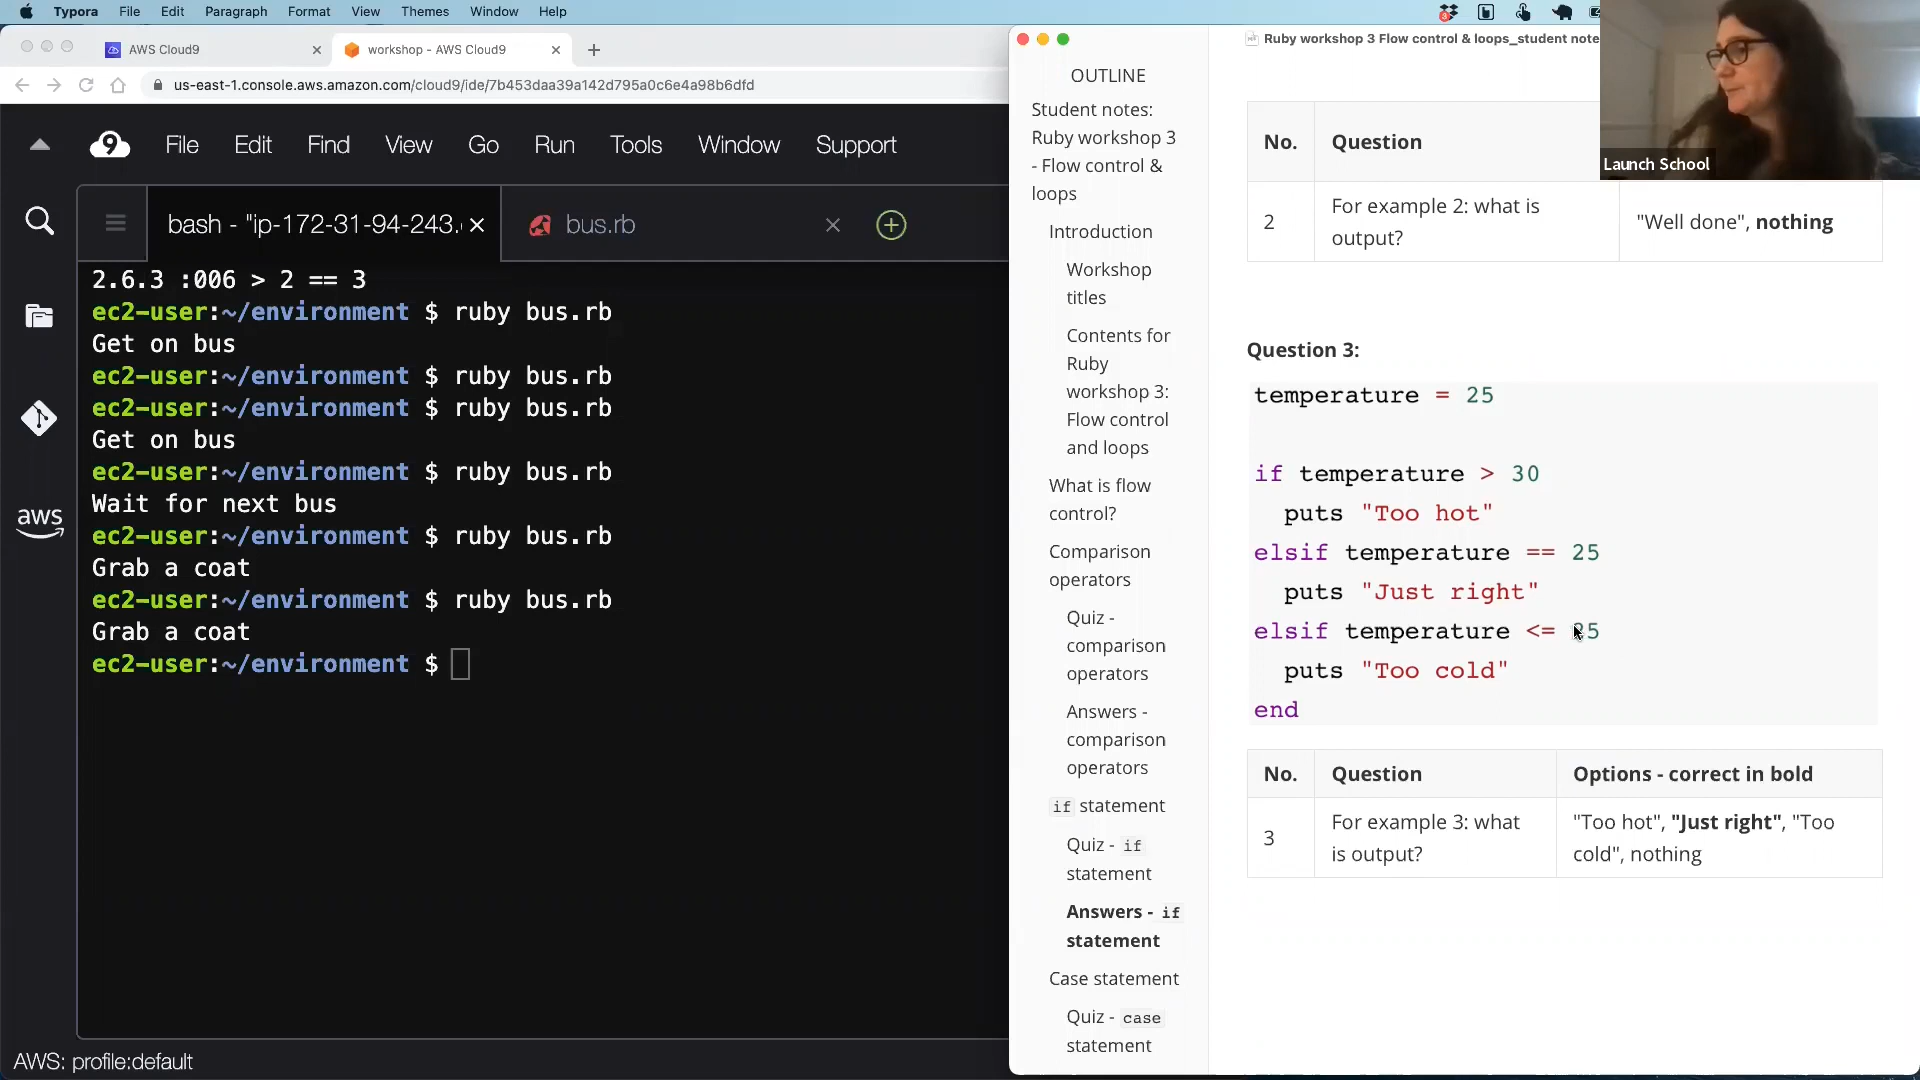 Typora File Edit Paragraph Format View Themes Window Help
3
AWS Cloud9
workshop - AWS Cloud9
us-east-1.console.aws.amazon.com/cloud9/ide/7b453daa39a142d795a0c6e4a98b6dfd
9 File Edit Find View Go Run Tools Window Support
bash - "ip-172-31-94-243.
bus.rb
2.6.3 :006 > 2 == 3
ec2-user:~/environment $ ruby bus.rb
Get on bus
ec2-user:~/environment $ ruby bus.rb
ec2-user:~/environment $ ruby bus.rb
Get on bus
ec2-user:~/environment $ ruby bus.rb
Wait for next bus
ec2-user:~/environment $ ruby bus.rb
Grab a coat
ec2-user:~/environment $ ruby bus.rb
Grab a coat
ec2-user:~/environment $
aws
AWS: profile:default
Ruby workshop 3 Flow control & loops_student note
OUTLINE
Student notes:
Ruby workshop 3
- Flow control &
loops
Introduction
Workshop
titles
Contents for
Ruby
workshop 3:
Flow control
and loops
What is flow
control?
Comparison
operators
Quiz -
comparison
operators
Answers -
comparison
operators
if statement
Quiz - if
statement
Answers - if
statement
Case statement
Quiz - case
statement
Launch School
No. Question
2 For example 2: what is
output?
"Well done", nothing
Question 3:
temperature = 25
if temperature > 30
puts "Too hot"
elsif temperature == 25
puts "Just right"
elsif temperature <= 25
puts "Too cold"
end
No. Question Options - correct in bold
3 For example 3: what
is output?
"Too hot", "Just right", "Too
cold", nothing